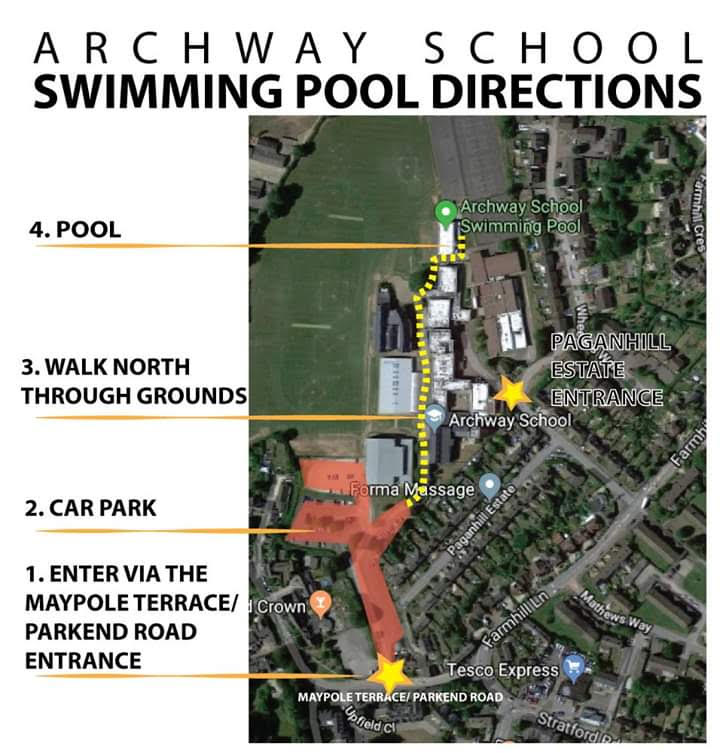 ARCHWAY SCHOOL
SWIMMING POOL DIRECTIONS
4. POOL
3. WALK NORTH
THROUGH GROUNDS
2. CAR PARK
1. ENTER VIA THE
MAYPOLE TERRACE/
PARKEND ROAD
ENTRANCE
Archway School
Swimming Pool
Farmhill Cres
PAGANHILL
ESTATE
ENTRANCE
Archway School
Farmhi
Forma Massage
Paganhill Estate
Crown
Farmhill Ln
Mathews Way
Tesco Express
MAYPOLE TERRACE/ PARKEND ROAD
Upfield Cl
Stratford